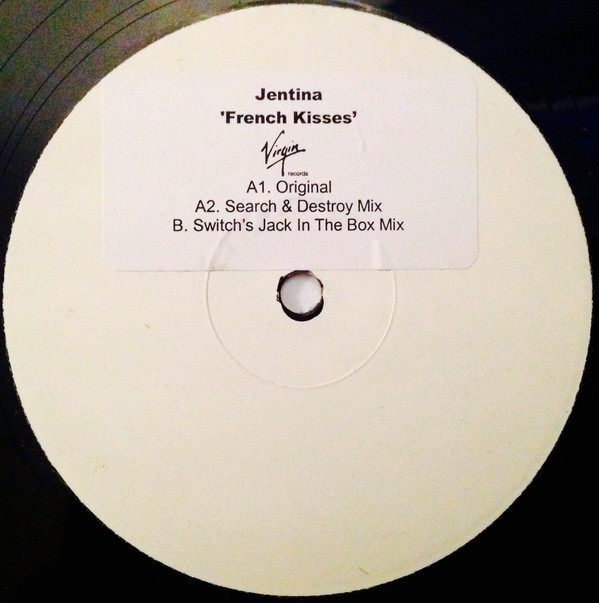 Jentina
'French Kisses’
Virgin
records
A1. Original
A2. Search & Destroy Mix
B. Switch's Jack In The Box Mix